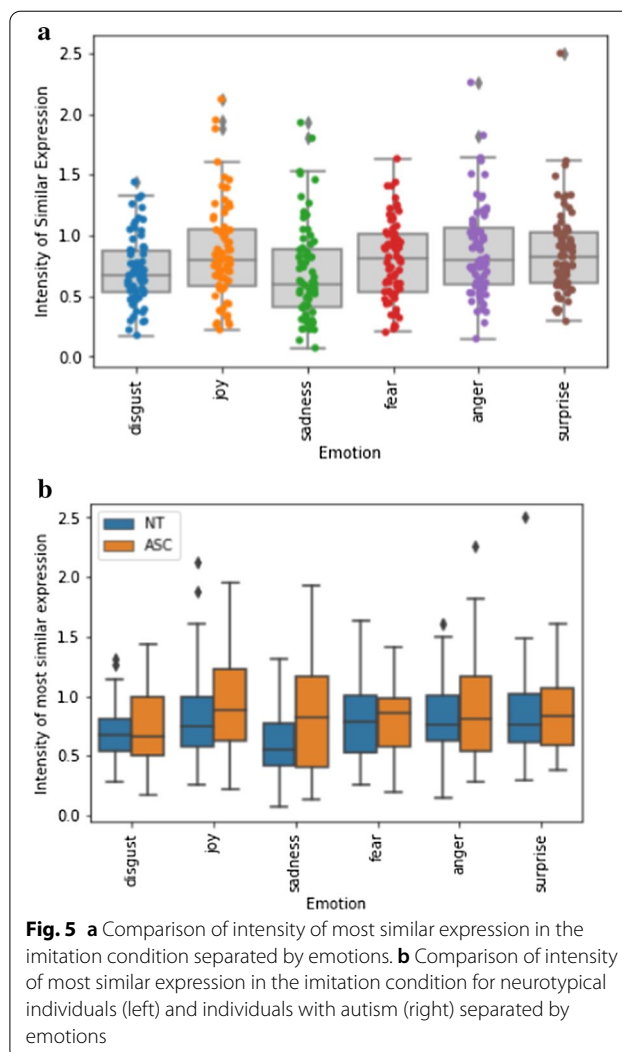 a
2.5
2.0
1.5
1.0
0.5
0.0
Intensity of Similar Expression
disgust
joy
sadness
fear
anger
surprise
Emotion
b
NT
ASC
2.5
2.0
1.5
1.0
0.5
0.0
Intensity of most similar expression
disgust
joy
sadness
fear
anger
surprise
Emotion
Fig. 5 a Comparison of intensity of most similar expression in the
imitation condition separated by emotions. b Comparison of intensity
of most similar expression in the imitation condition for neurotypical
individuals (left) and individuals with autism (right) separated by
emotions